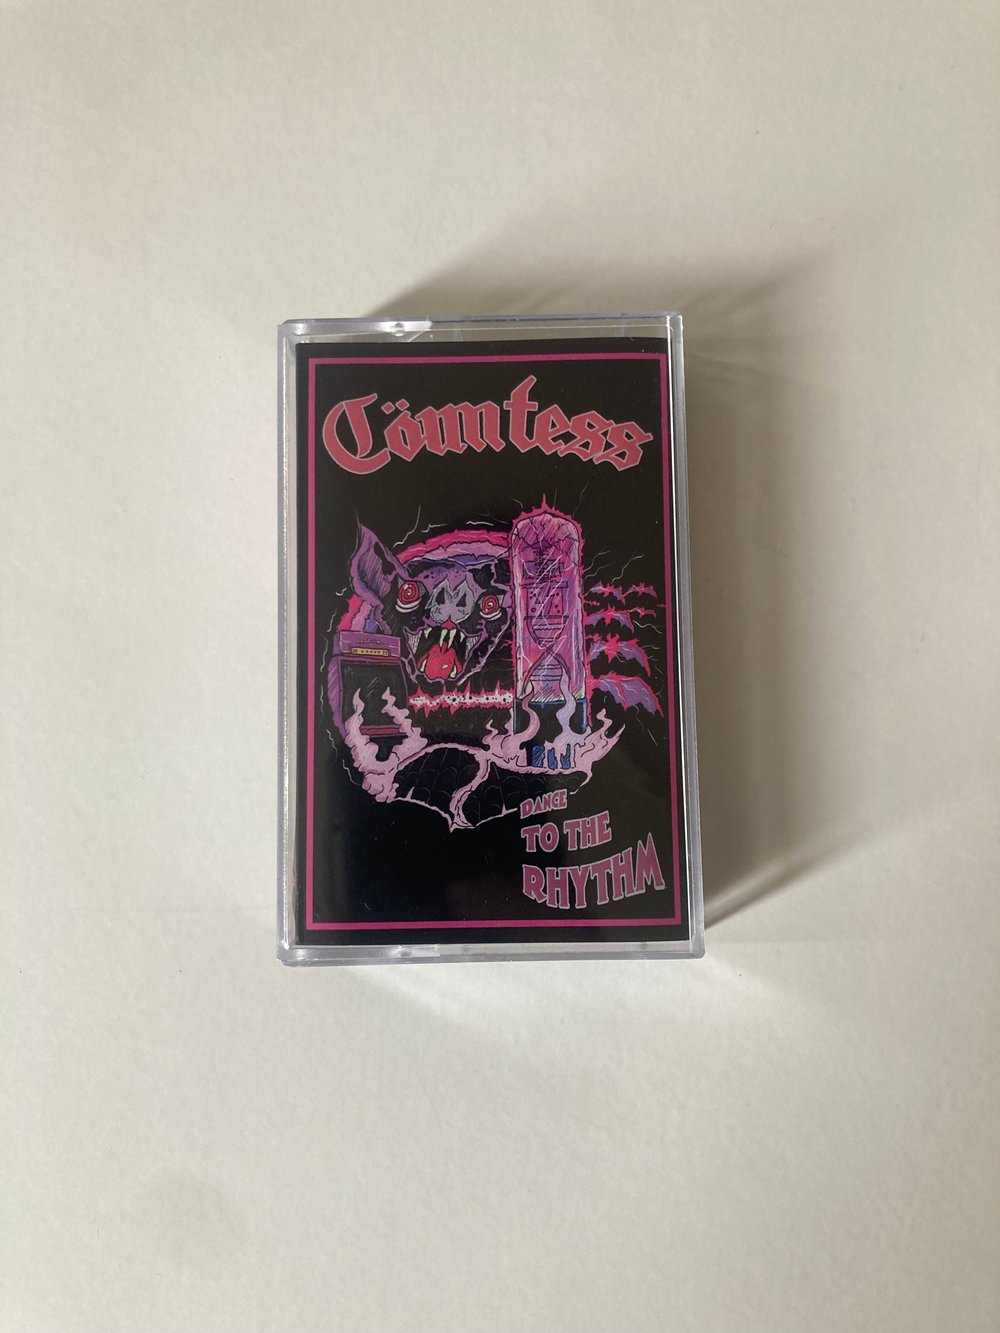 Cömtess
DANCE
TO THE
RHYTHM